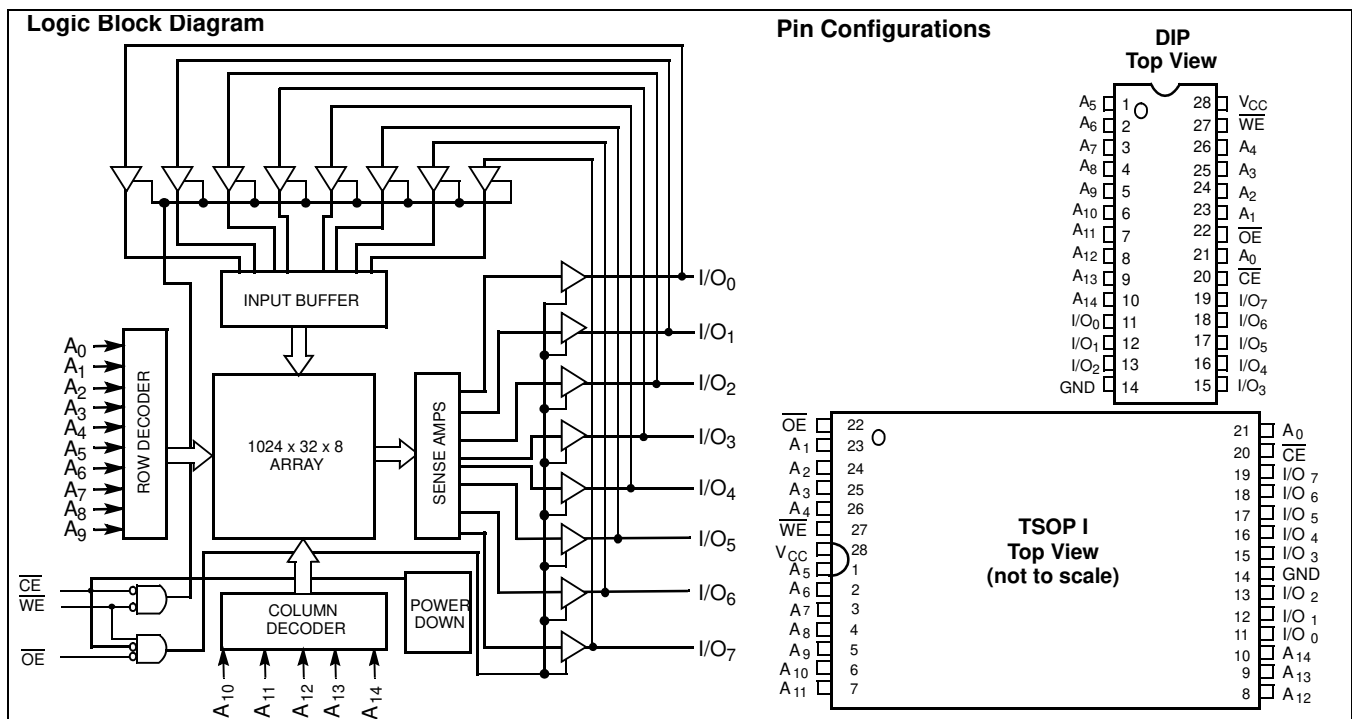 Logic Block Diagram
INPUT BUFFER
A0
A1
A2
A3
A4
A5
A6
A7
A8
A9
ROW DECODER
1024 x 32 x 8
ARRAY
SENSE AMPS
I/O0
I/O1
I/O2
I/O3
I/O4
I/O5
I/O6
I/O7
CE
WE
OE
COLUMN
DECODER
POWER
DOWN
A10
A11
A12
A13
A14
Pin Configurations
DIP
Top View
A5 1 28 VCC
A6 2 27 WE
A7 3 26 A4
A8 4 25 A3
A9 5 24 A2
A10 6 23 A1
A11 7 22 OE
A12 8 21 A0
A13 9 20 CE
A14 10 19 I/O7
I/O0 11 18 I/O6
I/O1 12 17 I/O5
I/O2 13 16 I/O4
GND 14 15 I/O3
OE 22
A1 23
A2 24
A3 25
A4 26
WE 27
VCC 28
A5 1
A6 2
A7 3
A8 4
A9 5
A10 6
A11 7
TSOP I
Top View
(not to scale)
21 A0
20 CE
19 I/O 7
18 I/O 6
17 I/O 5
16 I/O 4
15 I/O 3
14 GND
13 I/O 2
12 I/O 1
11 I/O 0
10 A14
9 A13
8 A12